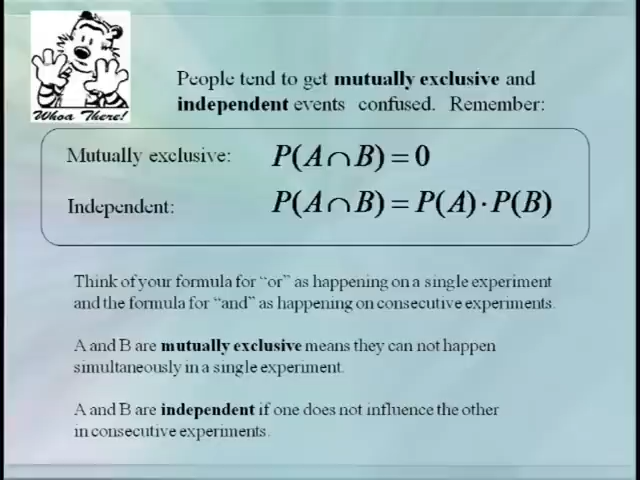 Whoa There!
People tend to get mutually exclusive and
independent events confused. Remember:
Mutually exclusive: P(A∩B)=0
Independent: P(A∩B)=P(A)·P(B)
Think of your formula for “or” as happening on a single experiment
and the formula for “and” as happening on consecutive experiments.
A and B are mutually exclusive means they can not happen
simultaneously in a single experiment.
A and B are independent if one does not influence the other
in consecutive experiments.